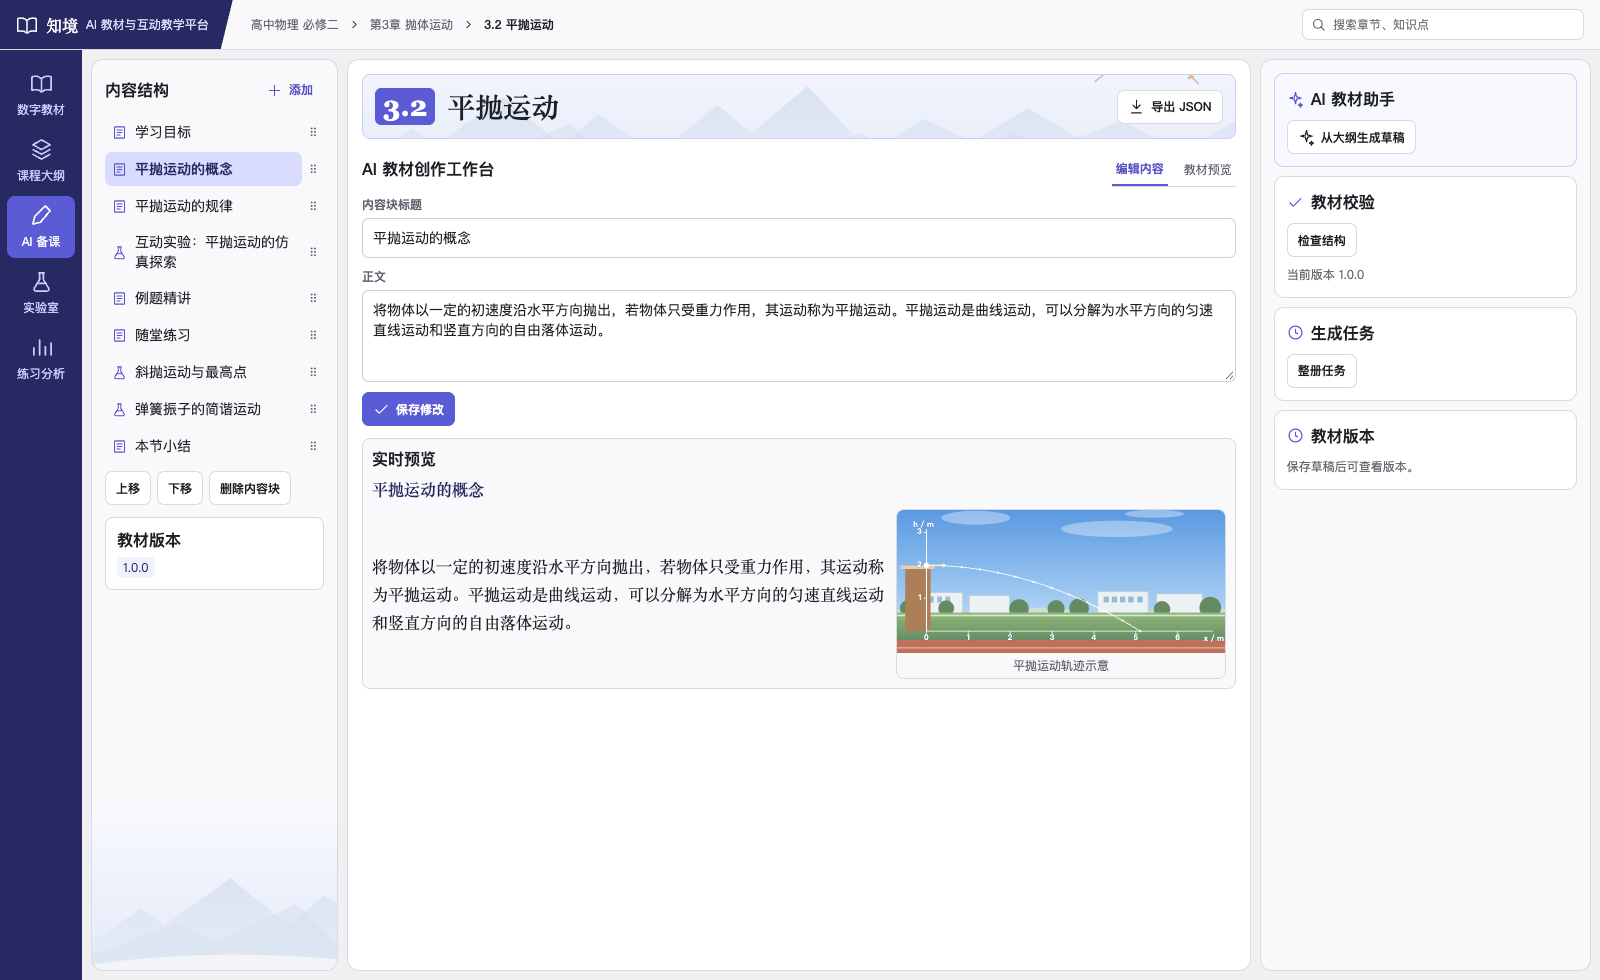 知境 AI 教材与互动教学平台
高中物理 必修二 > 第3章 抛体运动 > 3.2 平抛运动
搜索章节、知识点
数字教材
课程大纲
AI 备课
实验室
练习分析
内容结构
添加
学习目标
平抛运动的概念
平抛运动的规律
互动实验：平抛运动的仿
真探索
例题精讲
随堂练习
斜抛运动与最高点
弹簧振子的简谐运动
本节小结
上移 下移 删除内容块
教材版本
1.0.0
3.2 平抛运动
导出 JSON
AI 教材创作工作台
编辑内容 教材预览
内容块标题
平抛运动的概念
正文
将物体以一定的初速度沿水平方向抛出，若物体只受重力作用，其运动称为平抛运动。平抛运动是曲线运动，可以分解为水平方向的匀速
直线运动和竖直方向的自由落体运动。
保存修改
实时预览
平抛运动的概念
将物体以一定的初速度沿水平方向抛出，若物体只受重力作用，其运动称
为平抛运动。平抛运动是曲线运动，可以分解为水平方向的匀速直线运动
和竖直方向的自由落体运动。
h / m
3
2
1
0 1 2 3 4 5 6 x / m
平抛运动轨迹示意
AI 教材助手
从大纲生成草稿
教材校验
检查结构
当前版本 1.0.0
生成任务
整册任务
教材版本
保存草稿后可查看版本。